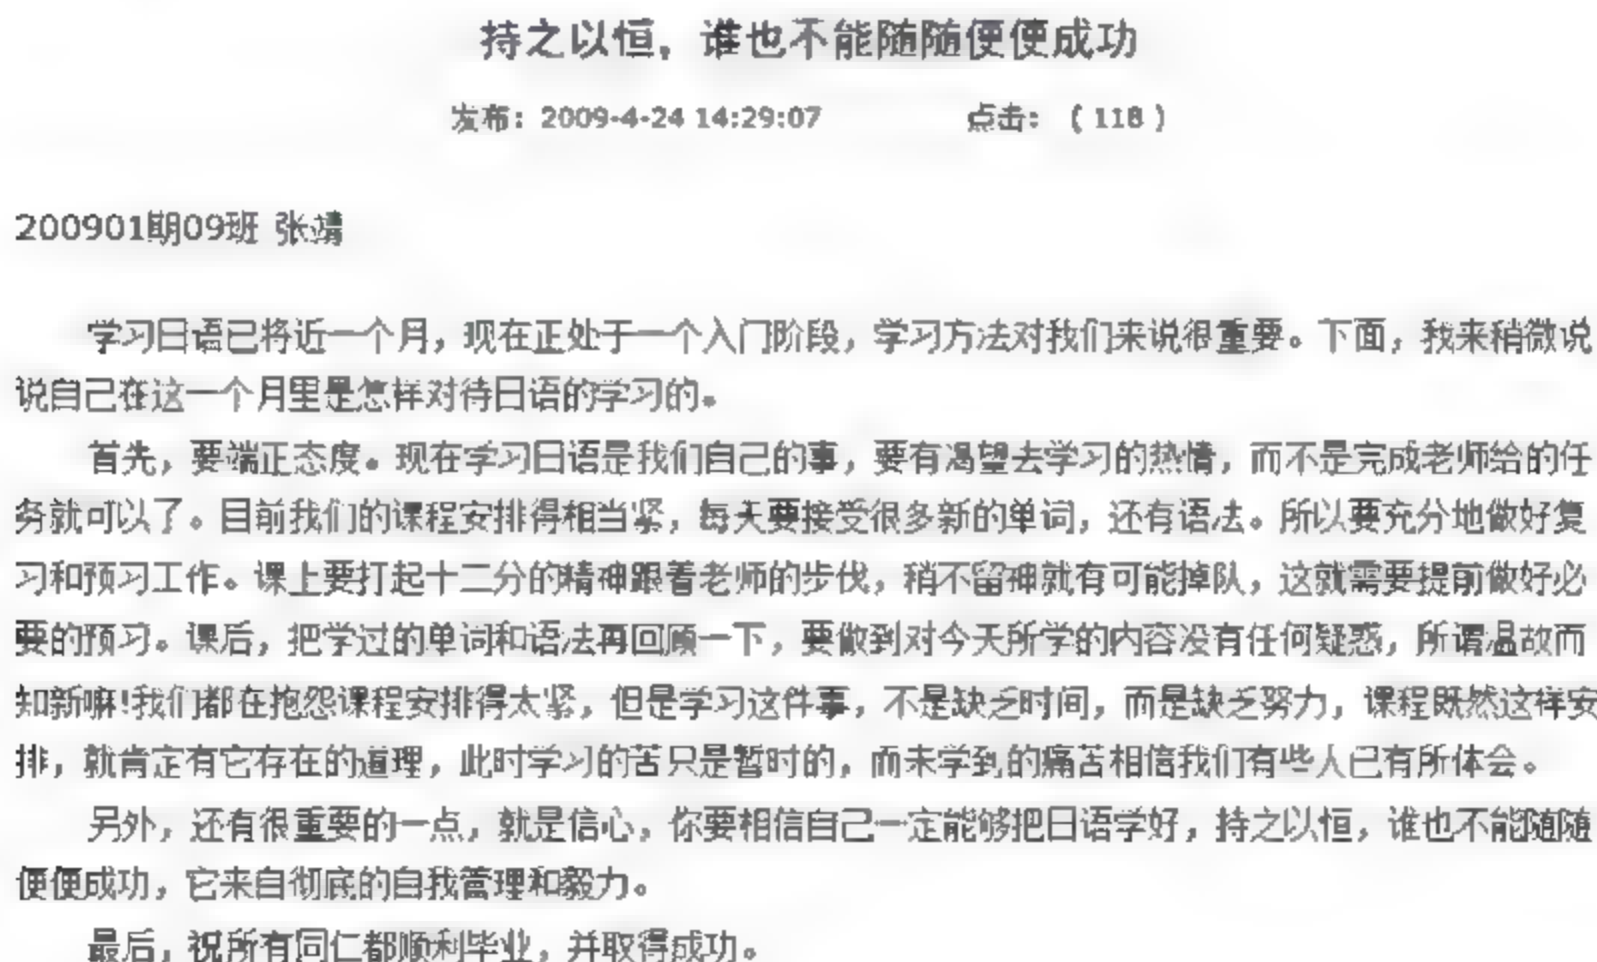 持之以恒，谁也不能随随便便成功
发布：2009-4-24 14:29:07 点击：（118）
200901期09班 张靖
学习日语已将近一个月，现在正处于一个入门阶段，学习方法对我们来说很重要。下面，我来稍微说
说自己在这一个月里是怎样对待日语的学习的。
首先，要端正态度。现在学习日语是我们自己的事，要有渴望去学习的热情，而不是完成老师给的任
务就可以了。目前我们的课程安排得相当紧，每天要接受很多新的单词，还有语法。所以要充分地做好复
习和预习工作。课上要打起十二分的精神跟着老师的步伐，稍不留神就有可能掉队，这就需要提前做好必
要的预习。课后，把学过的单词和语法再回顾一下，要做到对今天所学的内容没有任何疑惑，所谓温故而
知新嘛!我们都在抱怨课程安排得太紧，但是学习这件事，不是缺乏时间，而是缺乏努力，课程既然这样安
排，就肯定有它存在的道理，此时学习的苦只是暂时的，而未学到的痛苦相信我们有些人已有所体会。
另外，还有很重要的一点，就是信心，你要相信自己一定能够把日语学好，持之以恒，谁也不能随随
便便成功，它来自彻底的自我管理和毅力。
最后，祝所有同仁都顺利毕业，并取得成功。